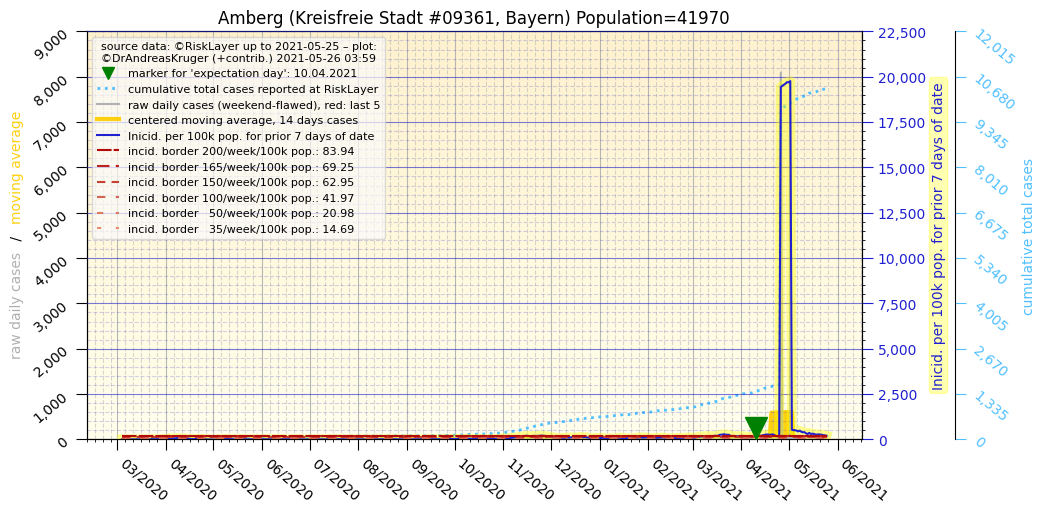 Amberg (Kreisfreie Stadt #09361, Bayern) Population=41970
source data: ©RiskLayer up to 2021-05-25 – plot:
©DrAndreasKruger (+contrib.) 2021-05-26 03:59
marker for 'expectation day': 10.04.2021
cumulative total cases reported at RiskLayer
raw daily cases (weekend-flawed), red: last 5
centered moving average, 14 days cases
Inicid. per 100k pop. for prior 7 days of date
incid. border 200/week/100k pop.: 83.94
incid. border 165/week/100k pop.: 69.25
incid. border 150/week/100k pop.: 62.95
incid. border 100/week/100k pop.: 41.97
incid. border   50/week/100k pop.: 20.98
incid. border   35/week/100k pop.: 14.69
raw daily cases / moving average
9,000
8,000
7,000
6,000
5,000
4,000
3,000
2,000
1,000
0
22,500
20,000
17,500
15,000
12,500
10,000
7,500
5,000
2,500
0
Inicid. per 100k pop. for prior 7 days of date
12,015
10,680
9,345
8,010
6,675
5,340
4,005
2,670
1,335
0
cumulative total cases
03/2020
04/2020
05/2020
06/2020
07/2020
08/2020
09/2020
10/2020
11/2020
12/2020
01/2021
02/2021
03/2021
04/2021
05/2021
06/2021